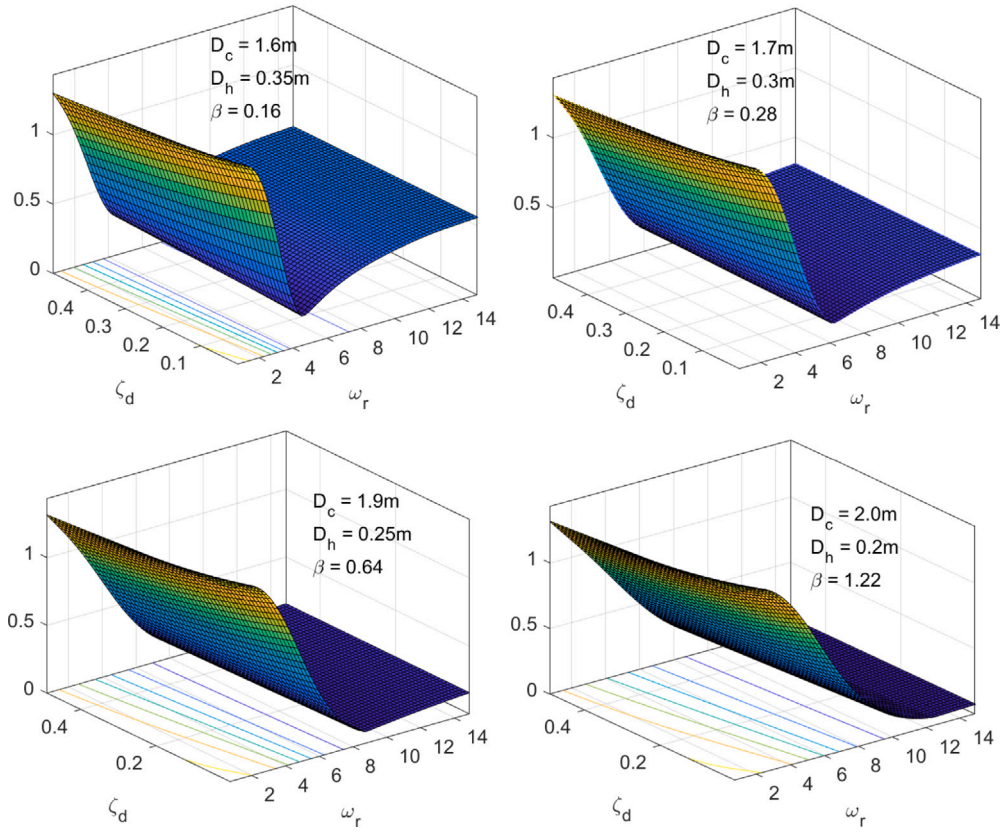 D_c = 1.6m
D_h = 0.35m
β = 0.16
1
0.5
0
0.4
0.3
0.2
0.1
2
4
6
8
10
12
14
ζ_d
ω_r
D_c = 1.7m
D_h = 0.3m
β = 0.28
1
0.5
0.4
0.3
0.2
0.1
2
4
6
8
10
12
14
ζ_d
ω_r
D_c = 1.9m
D_h = 0.25m
β = 0.64
1
0.5
0
0.4
0.2
2
4
6
8
10
12
14
ζ_d
ω_r
D_c = 2.0m
D_h = 0.2m
β = 1.22
1
0.5
0
0.4
0.2
2
4
6
8
10
12
14
ζ_d
ω_r